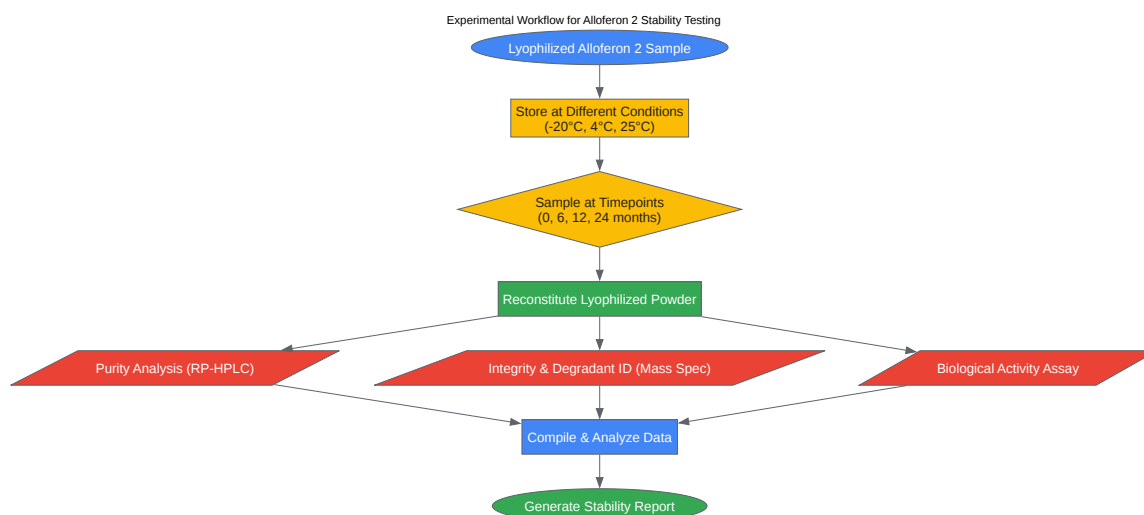 Experimental Workflow for Alloferon 2 Stability Testing
Lyophilized Alloferon 2 Sample
Store at Different Conditions
(-20°C, 4°C, 25°C)
Sample at Timepoints
(0, 6, 12, 24 months)
Reconstitute Lyophilized Powder
Purity Analysis (RP-HPLC)
Integrity & Degradant ID (Mass Spec)
Biological Activity Assay
Compile & Analyze Data
Generate Stability Report